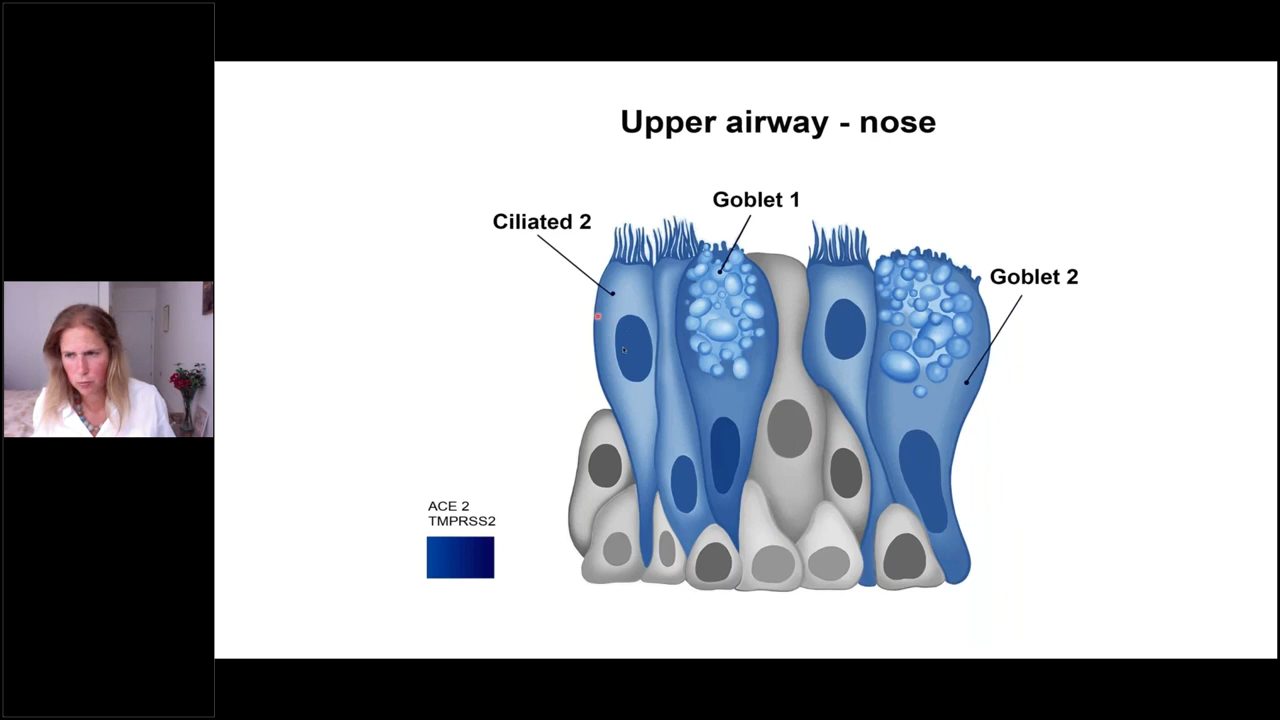 Upper airway - nose
Goblet 1
Ciliated 2
Goblet 2
ACE 2
TMPRSS2